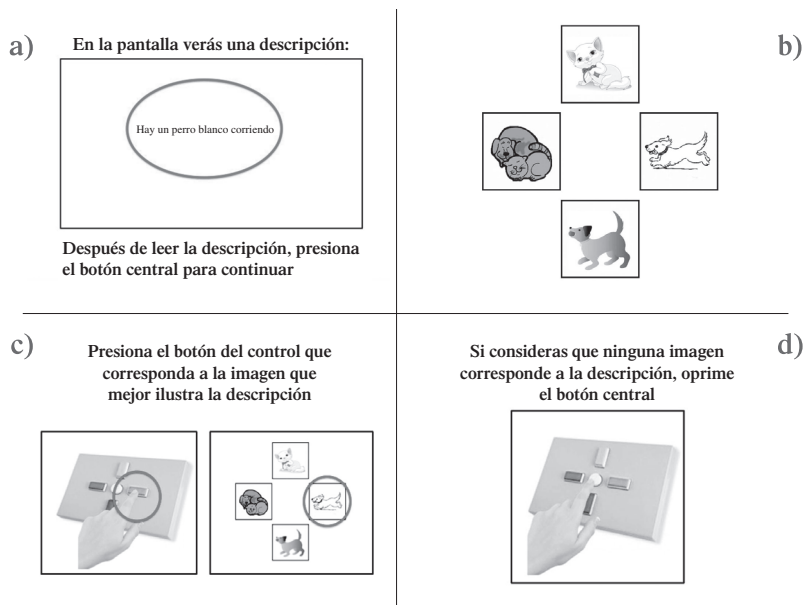 a)
En la pantalla verás una descripción:
Hay un perro blanco corriendo
Después de leer la descripción, presiona
el botón central para continuar
b)
c)
Presiona el botón del control que
corresponda a la imagen que
mejor ilustra la descripción
d)
Si consideras que ninguna imagen
corresponde a la descripción, oprime
el botón central